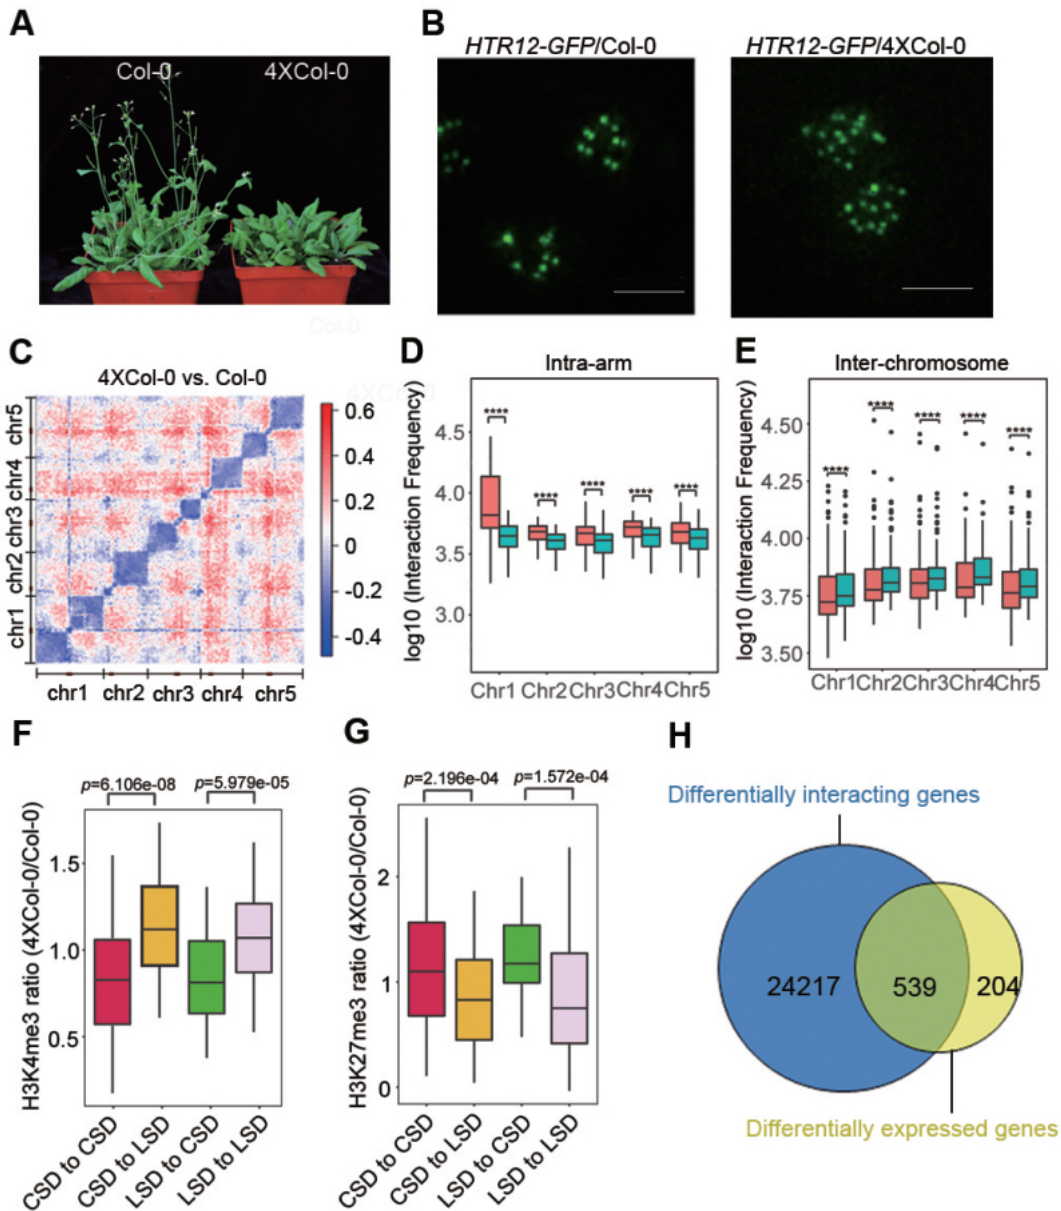 A
Col-0
4XCol-0
B
HTR12-GFP/Col-0
HTR12-GFP/4XCol-0
Col-0
C
4XCol-0 vs. Col-0
4XCol-0
chr5
chr4
chr3
chr2
chr1
chr1
chr2
chr3
chr4
chr5
0.6
0.4
0.2
0
-0.2
-0.4
D
Intra-arm
log10 (Interaction Frequency)
4.5
4.0
3.5
3.0
****
****
****
****
****
Chr1
Chr2
Chr3
Chr4
Chr5
E
Inter-chromosome
log10 (Interaction Frequency)
4.50
4.25
4.00
3.75
3.50
****
****
****
****
****
Chr1
Chr2
Chr3
Chr4
Chr5
F
p=6.106e-08
p=5.979e-05
H3K4me3 ratio (4XCol-0/Col-0)
1.5
1.0
0.5
CSD to CSD
CSD to LSD
LSD to CSD
LSD to LSD
G
p=2.196e-04
p=1.572e-04
H3K27me3 ratio (4XCol-0/Col-0)
2
1
0
CSD to CSD
CSD to LSD
LSD to CSD
LSD to LSD
H
Differentially interacting genes
24217
539
204
Differentially expressed genes